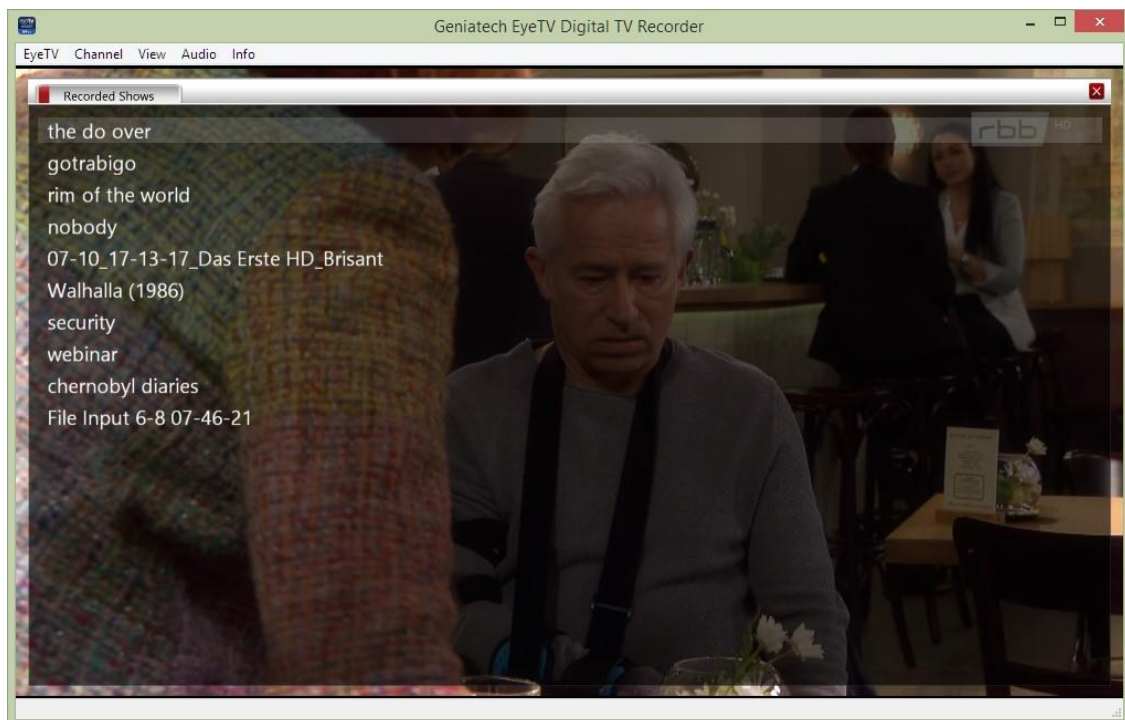 Geniatech EyeTV Digital TV Recorder
EyeTV Channel View Audio Info
Recorded Shows
rbb HD
the do over
gotrabigo
rim of the world
nobody
07-10_17-13-17_Das Erste HD_Brisant
Walhalla (1986)
security
webinar
chernobyl diaries
File Input 6-8 07-46-21